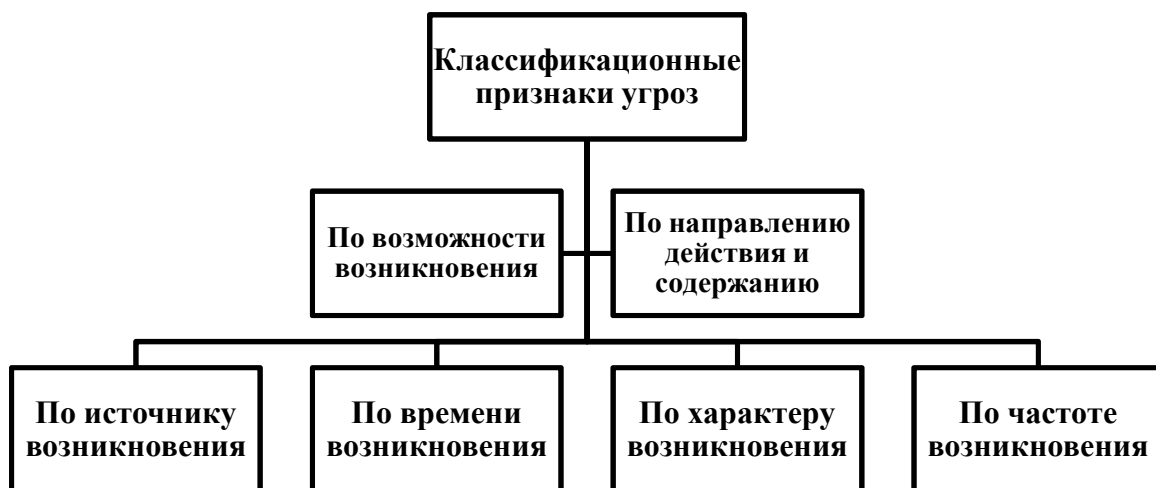 Классификационные
признаки угроз
По возможности
возникновения
По направлению
действия и
содержанию
По источнику
возникновения
По времени
возникновения
По характеру
возникновения
По частоте
возникновения